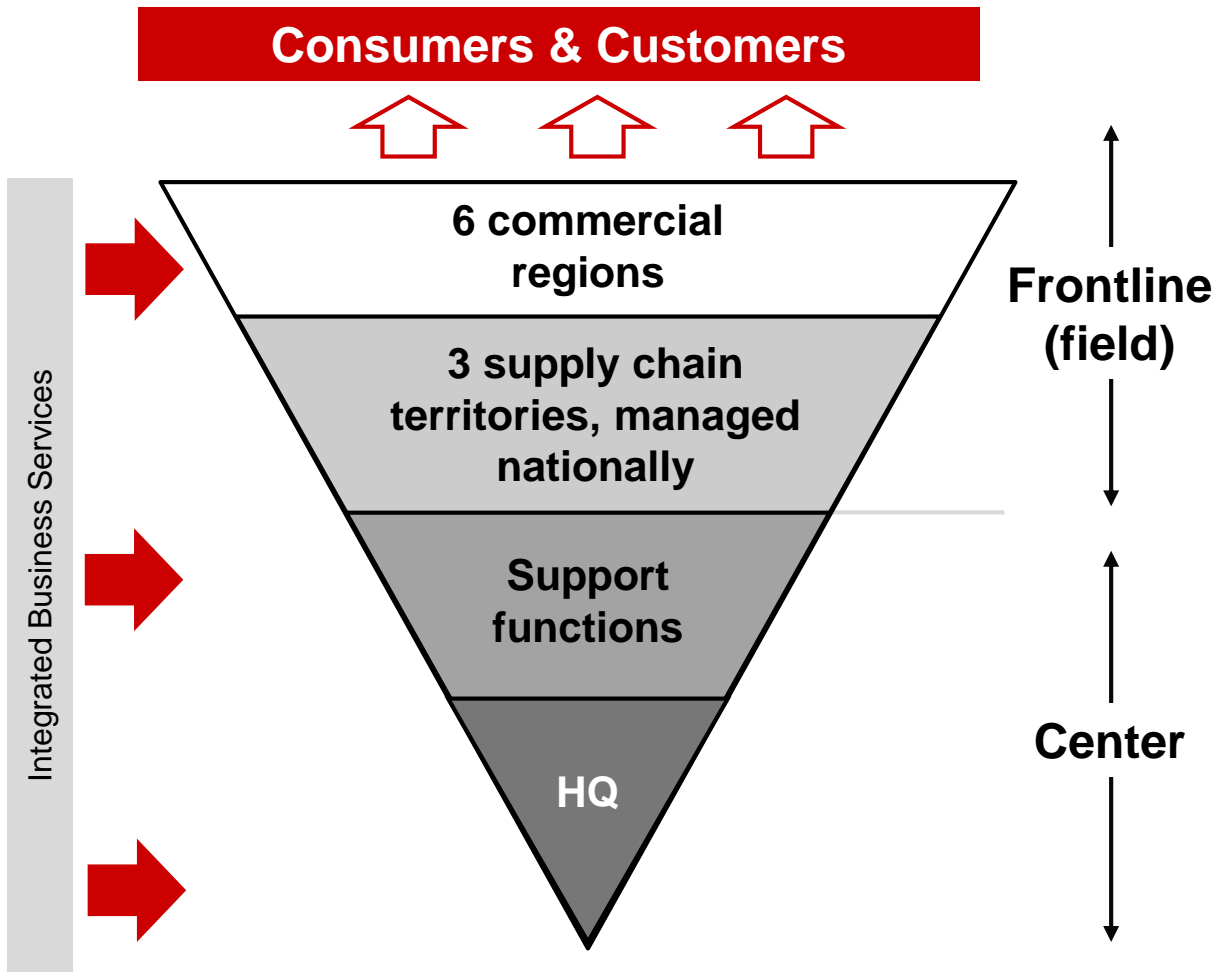 Consumers & Customers
6 commercial
regions
3 supply chain
territories, managed
nationally
Support
functions
HQ
Frontline
(field)
Center
Integrated Business Services